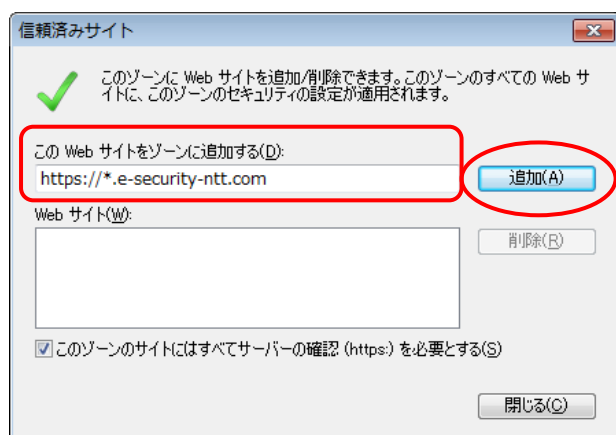 信頼済みサイト
このゾーンに Web サイトを追加/削除できます。このゾーンのすべての Web サ
イトに、このゾーンのセキュリティの設定が適用されます。
この Web サイトをゾーンに追加する(D):
https://*.e-security-ntt.com
追加(A)
Web サイト(W):
削除(R)
このゾーンのサイトにはすべてサーバーの確認 (https:) を必要とする(S)
閉じる(C)